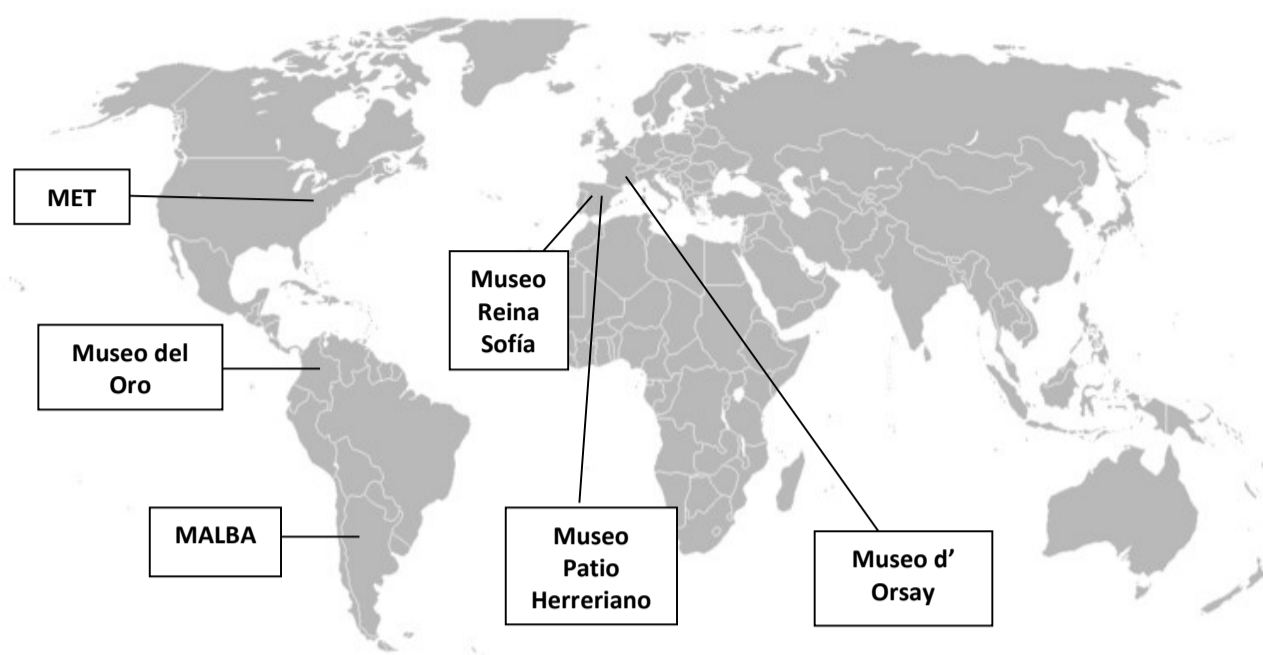 MET
Museo
Reina
Sofía
Museo del
Oro
MALBA
Museo
Patio
Herreriano
Museo d’
Orsay